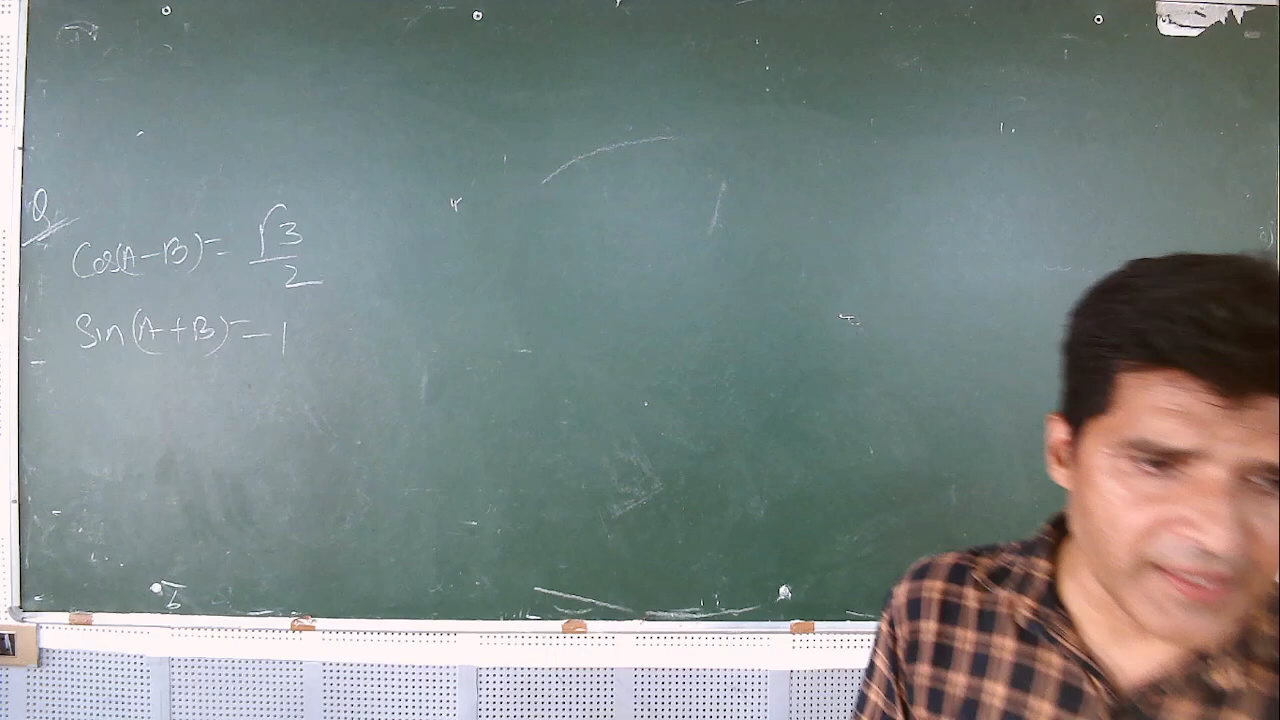 Q
Cos(A-B) = √3/2
Sin(A+B) = -1